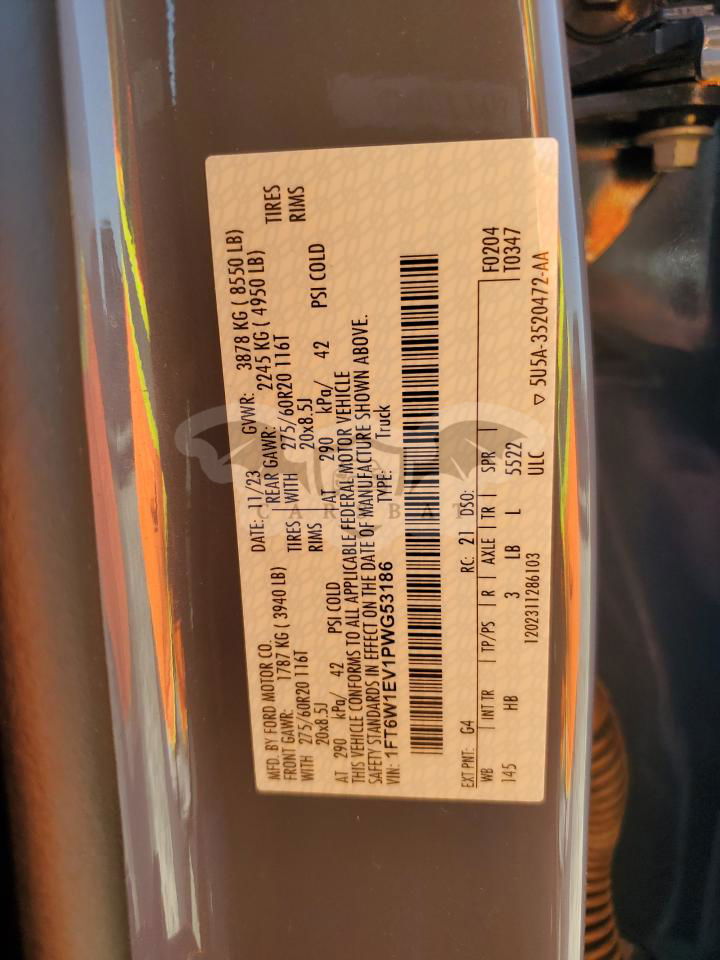 MFD. BY FORD MOTOR CO. DATE: 11/23 GVWR: 3878 KG ( 8550 LB)
FRONT GAWR: 1787 KG ( 3940 LB) REAR GAWR: 2245 KG ( 4950 LB)
WITH 275/60R20 116T TIRES WITH 275/60R20 116T TIRES
20x8.5J RIMS 20x8.5J RIMS
AT 290 kPa/ 42 PSI COLD AT 290 kPa/ 42 PSI COLD
THIS VEHICLE CONFORMS TO ALL APPLICABLE FEDERAL MOTOR VEHICLE
SAFETY STANDARDS IN EFFECT ON THE DATE OF MANUFACTURE SHOWN ABOVE.
VIN: 1FT6W1EV1PWG53186 TYPE: Truck
EXT PNT: G4 RC: 21 DSO: F0204
WB INT TR TP/PS R AXLE TR SPR T0347
145 HB 3 LB L 5522
1202311286103 ULC
▽ 5U5A-3520472-AA
CAR BAT